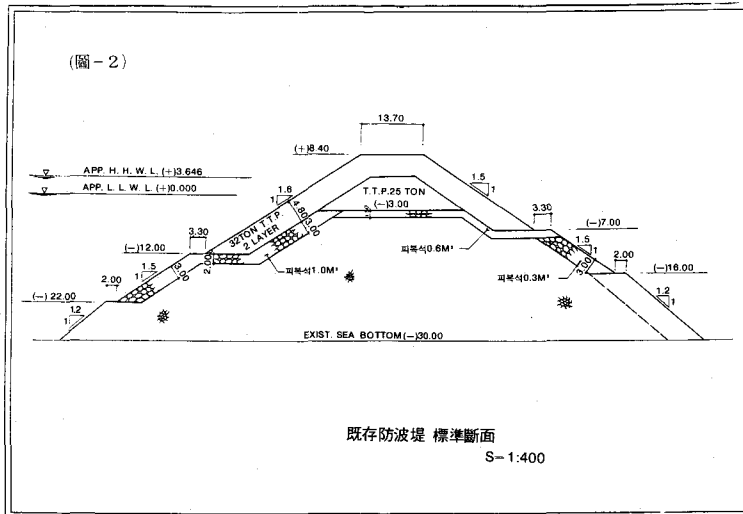 (圖-2)
13.70
(+)8.40
APP. H. H. W. L. (+)3.646
APP. L. L. W. L. (+)0.000
1.8
1
1.5
1
T.T.P.25 TON
(-)3.00
4.80
3.00
32TON T.T.P.
2 LAYER
3.30
3.30
(-)7.00
(-)12.00
2.00
피복석0.6M³
1.5
1
3.00
1.5
1
3.00
2.00
피복석1.0M³
피복석0.3M³
2.00
(-)16.00
(-)22.00
1.2
1
1.2
1
EXIST. SEA BOTTOM(-)30.00
既存防波堤 標準斷面
S=1:400